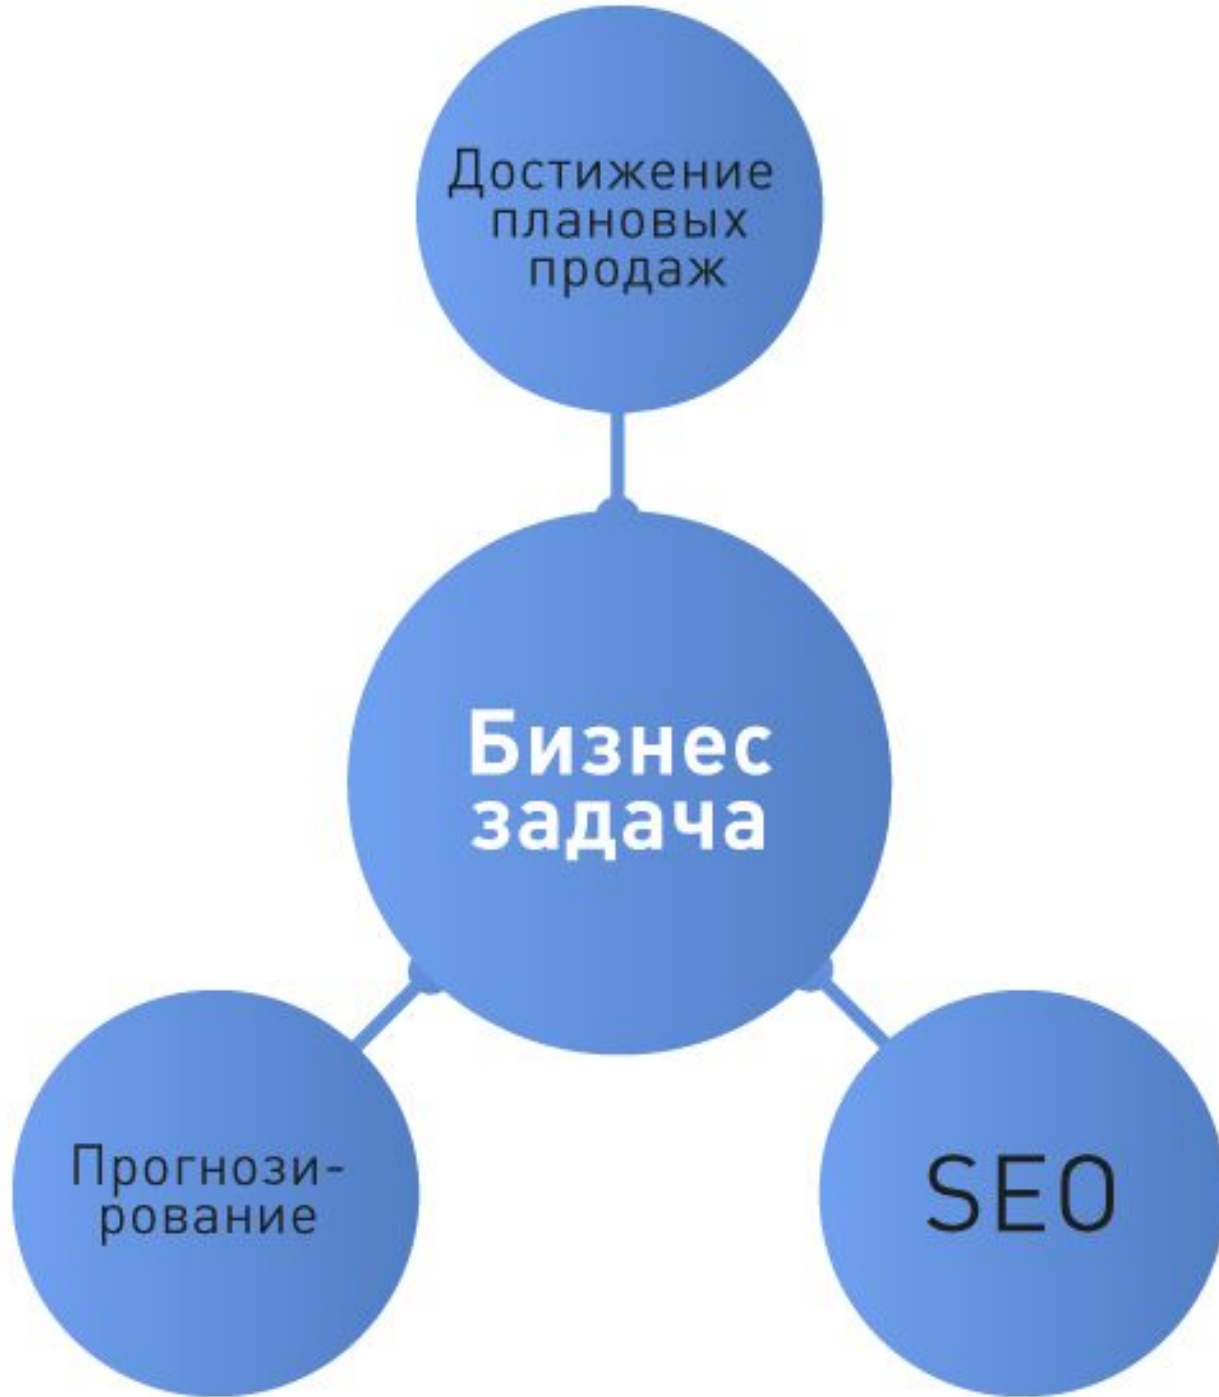 Достижение
плановых
продаж
Бизнес
задача
Прогнози-
рование
SEO